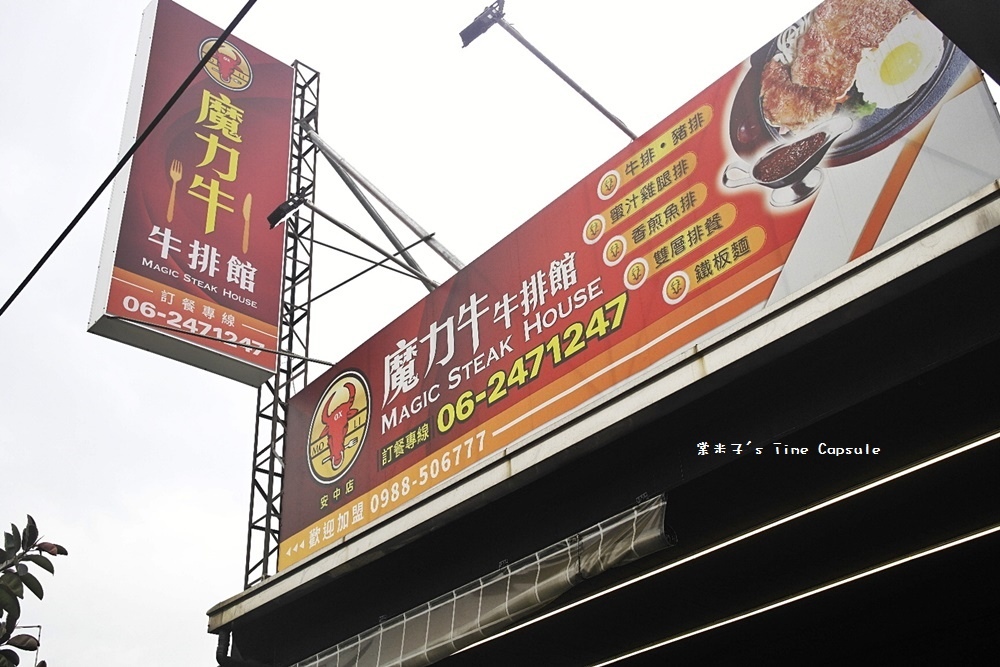 魔力牛
牛排館
MAGIC STEAK HOUSE
訂餐專線
06-2471247
牛排・豬排
蜜汁雞腿排
香煎魚排
雙層排餐
鐵板麵
魔力牛 牛排館
MAGIC STEAK HOUSE
訂餐專線 06-2471247
OX
安中店
歡迎加盟 0988-506777
業米子's Time Capsule